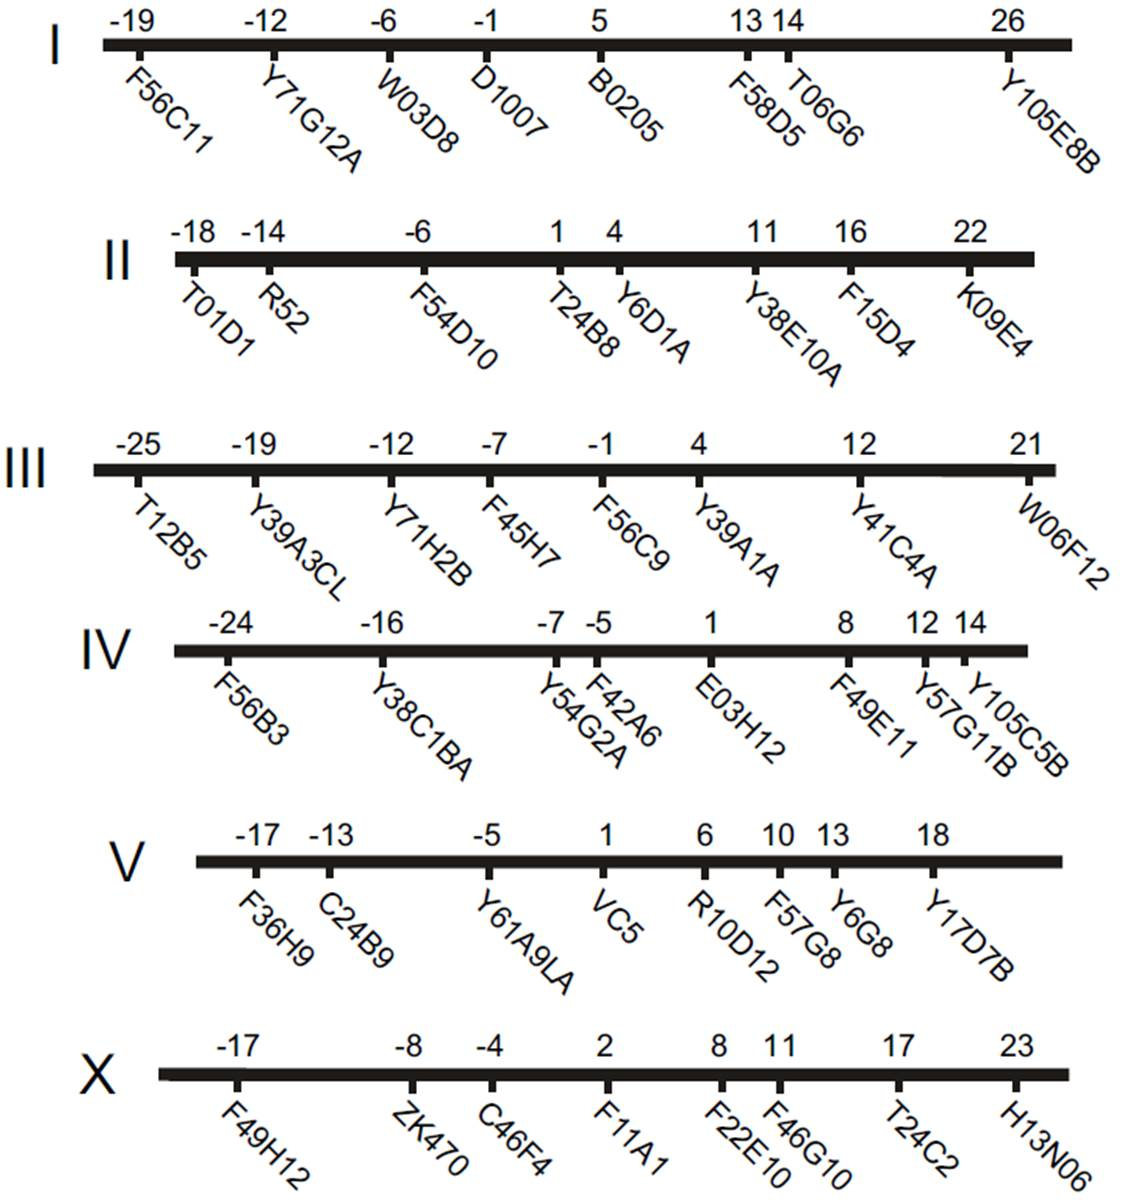 -19 -12 -6 -1 5 13 14 26
I
F56C11 Y71G12A W03D8 D1007 B0205 F58D5 T06G6 Y105E8B
-18 -14 -6 1 4 11 16 22
II
T01D1 R52 F54D10 T24B8 Y6D1A Y38E10A F15D4 K09E4
-25 -19 -12 -7 -1 4 12 21
III
T12B5 Y39A3CL Y71H2B F45H7 F56C9 Y39A1A Y41C4A W06F12
-24 -16 -7 -5 1 8 12 14
IV
F56B3 Y38C1BA Y54G2A F42A6 E03H12 F49E11 Y57G11B Y105C5B
-17 -13 -5 1 6 10 13 18
V
F36H9 C24B9 Y61A9LA VC5 R10D12 F57G8 Y6G8 Y17D7B
-17 -8 -4 2 8 11 17 23
X
F49H12 ZK470 C46F4 F11A1 F22E10 F46G10 T24C2 H13N06